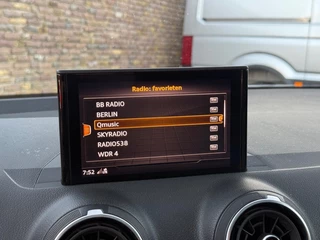 Radio: favorieten
BB RADIO
BERLIN
Qmusic
SKYRADIO
RADIO538
WDR 4
7:52